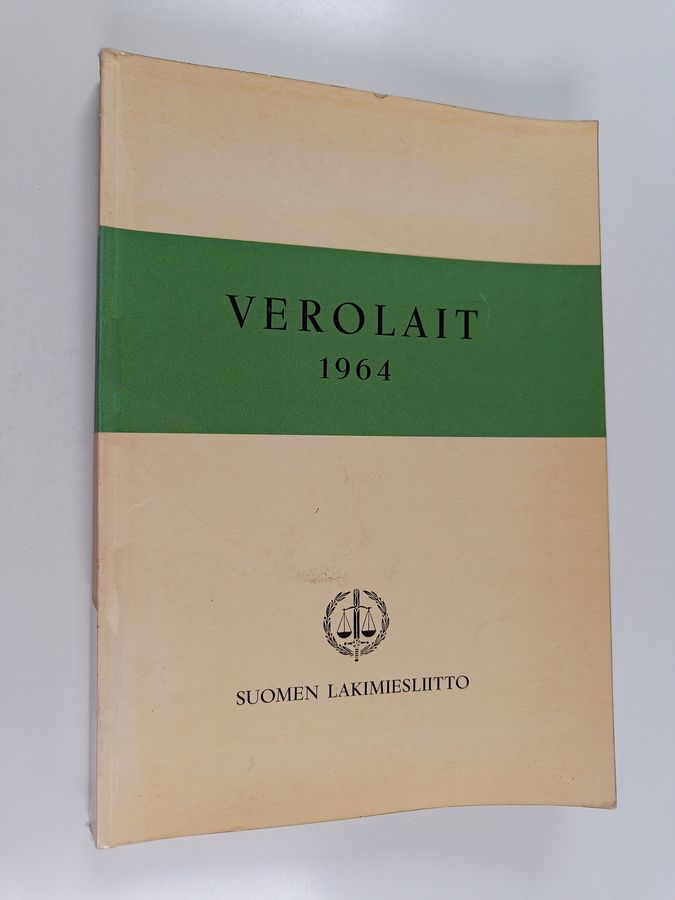 VEROLAIT
1964
SUOMEN LAKIMIESLIITTO